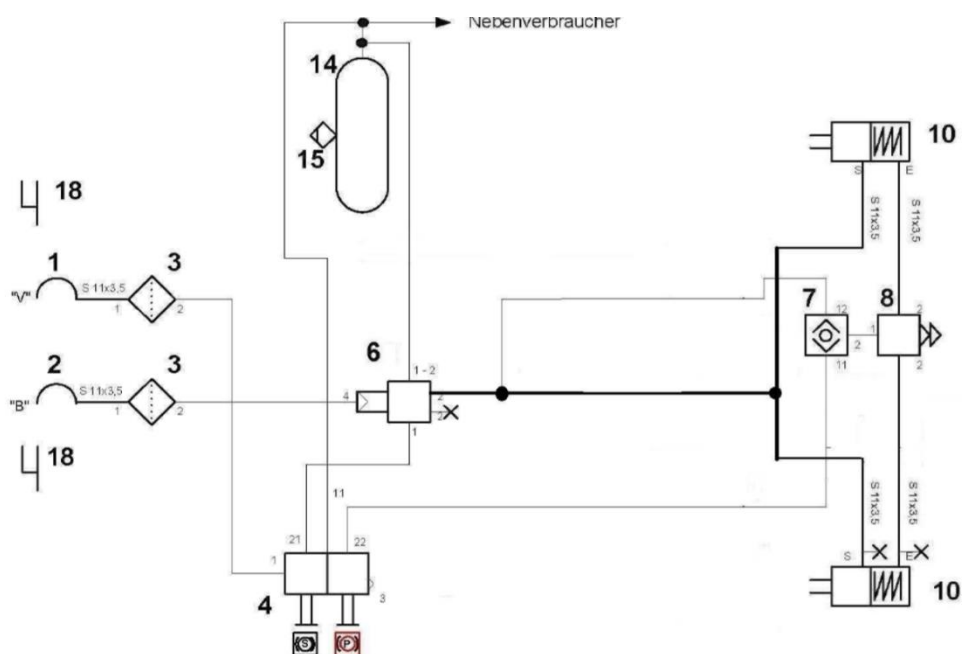 Nebenverbraucher
14
15
10
S E
S 11x3,5 S 11x3,5
18
1 3
"V" S 11x3,5
1 2
7 8
12 2
1
2
11 2
6
1 - 2
2 3
"B" S 11x3,5
1 2
4 2
2
1
18
11
S 11x3,5 S 11x3,5
21 22
1
S E
3
4
10
S P